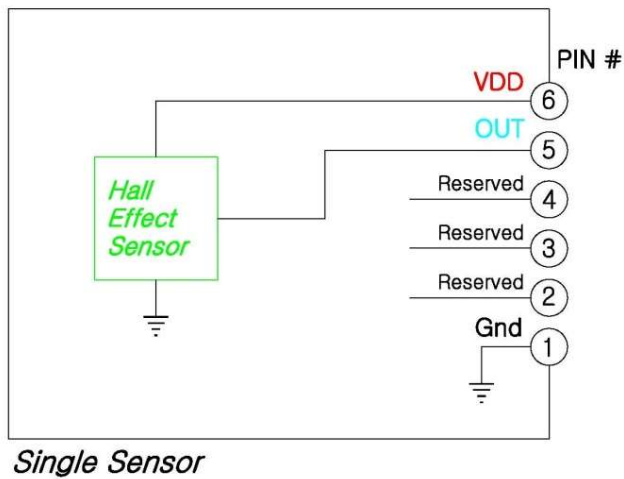 PIN #
VDD
6
OUT
5
Hall
Effect
Sensor
Reserved
4
Reserved
3
Reserved
2
Gnd
1
Single Sensor